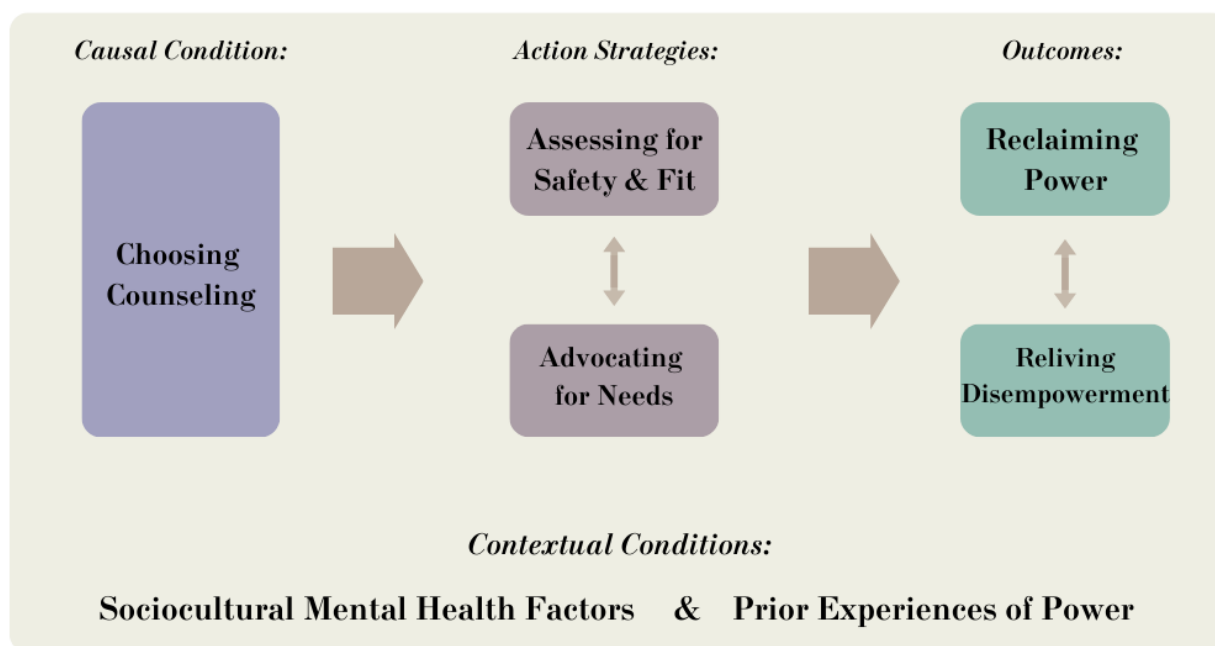 Causal Condition:
Action Strategies:
Outcomes:
Choosing
Counseling
Assessing for
Safety & Fit
Advocating
for Needs
Reclaiming
Power
Reliving
Disempowerment
Contextual Conditions:
Sociocultural Mental Health Factors & Prior Experiences of Power